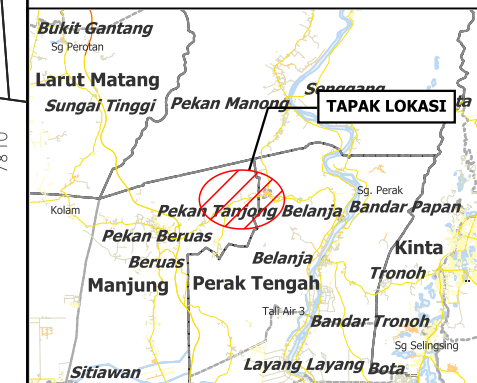 Bukit Gantang
Sg Perotan
Larut Matang
Sungai Tinggi
Pekan Manong
Senggang
TAPAK LOKASI
ta
7810
Kolam
Sg. Perak
Pekan Tanjong Belanja
Bandar Papan
Pekan Beruas
Kinta
Beruas
Belanja
Tronoh
Manjung
Perak Tengah
Tali Air 3
Bandar Tronoh
Sg Selingsing
Layang Layang
Bota
Sitiawan